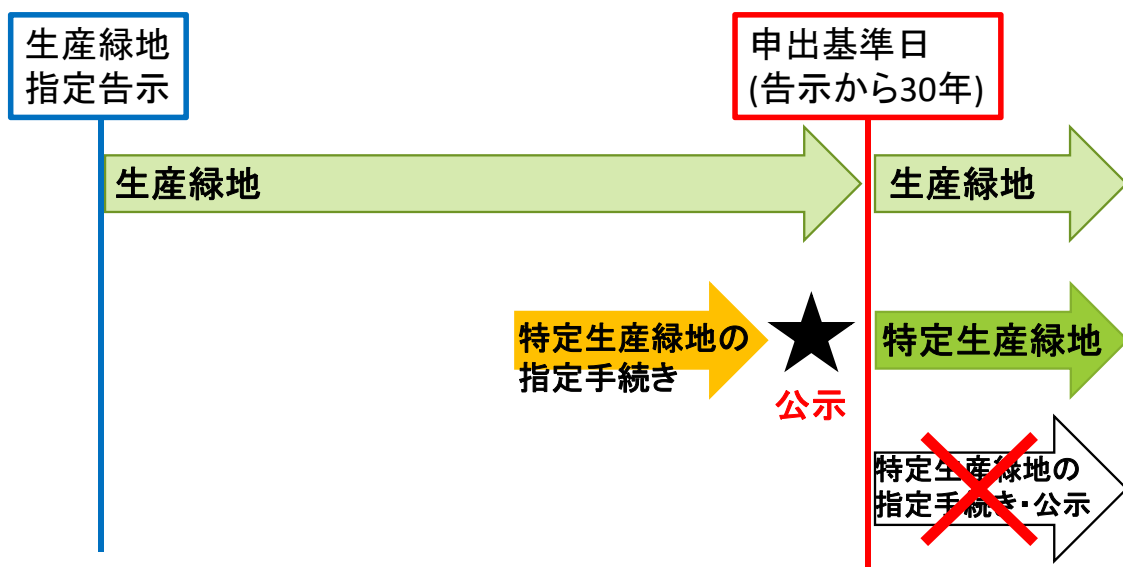 生産緑地
指定告示
申出基準日
(告示から30年)
生産緑地
生産緑地
特定生産緑地の
指定手続き
公示
特定生産緑地
特定生産緑地の
指定手続き・公示